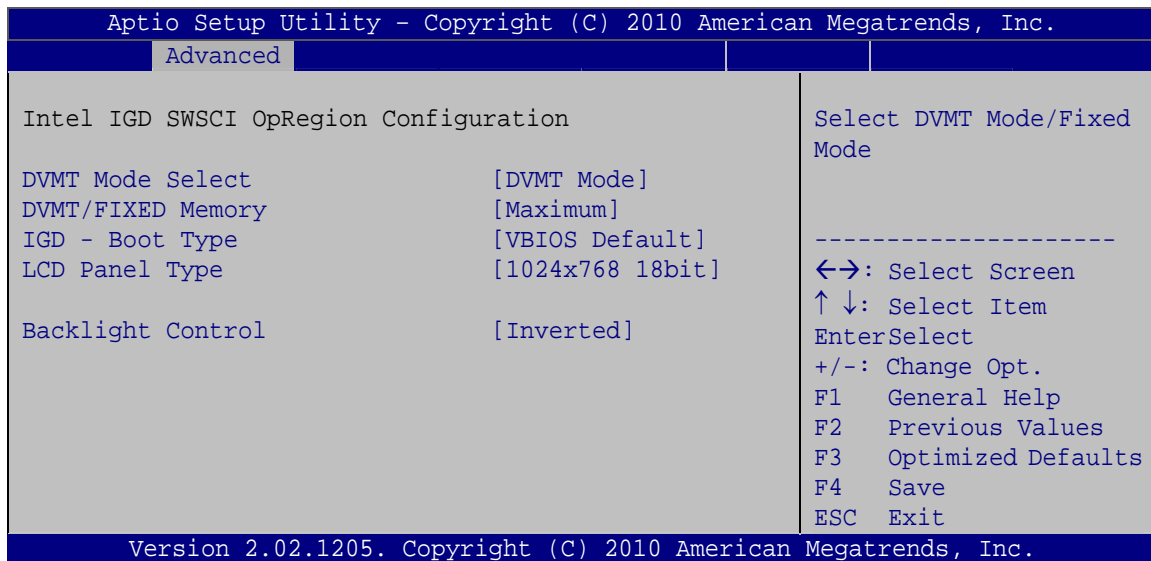 Aptio Setup Utility – Copyright (C) 2010 American Megatrends, Inc.
Advanced
Intel IGD SWSCI OpRegion Configuration
DVMT Mode Select [DVMT Mode]
DVMT/FIXED Memory [Maximum]
IGD - Boot Type [VBIOS Default]
LCD Panel Type [1024x768 18bit]
Backlight Control [Inverted]
Select DVMT Mode/Fixed
Mode
---------------------
←→: Select Screen
↑ ↓: Select Item
EnterSelect
+/-: Change Opt.
F1 General Help
F2 Previous Values
F3 Optimized Defaults
F4 Save
ESC Exit
Version 2.02.1205. Copyright (C) 2010 American Megatrends, Inc.